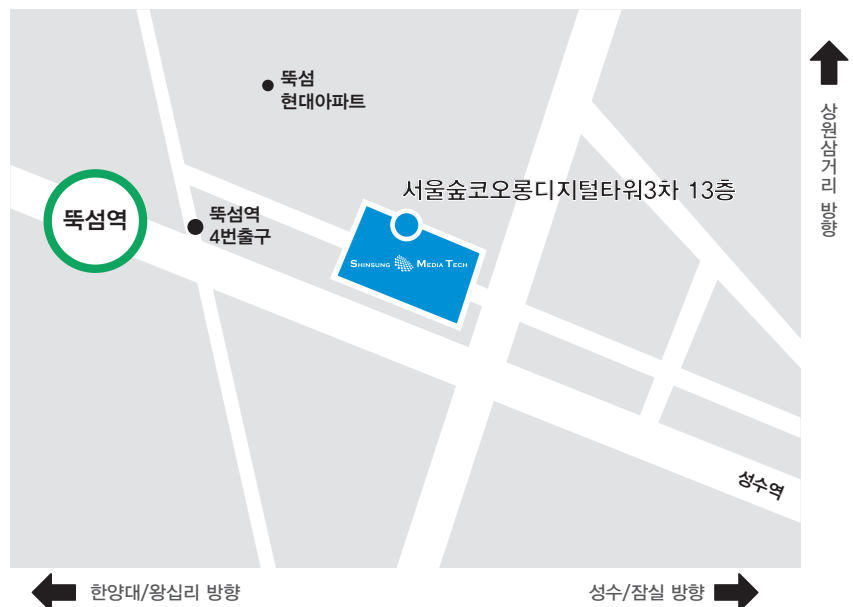 뚝섬
현대아파트
상원삼거리 방향
서울숲코오롱디지털타워3차 13층
뚝섬역
뚝섬역
4번출구
SHINSUNG MEDIA TECH
성수역
한양대/왕십리 방향
성수/잠실 방향